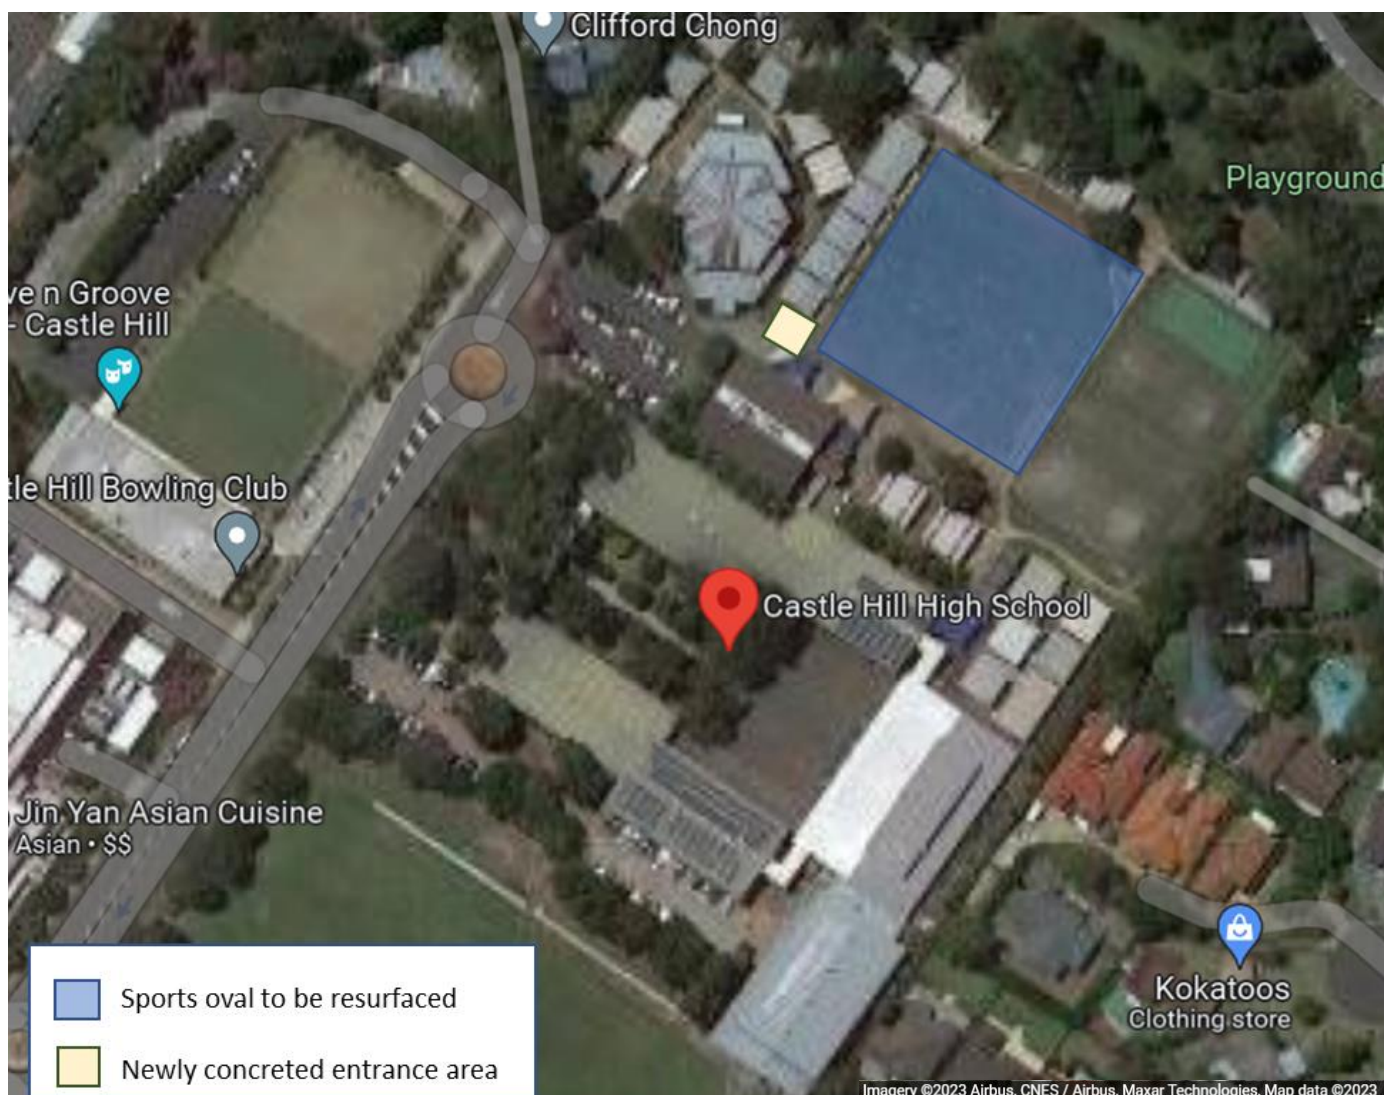 Clifford Chong
Playground
ve n Groove
- Castle Hill
tle Hill Bowling Club
Castle Hill High School
Jin Yan Asian Cuisine
Asian • $$
Kokatoos
Clothing store
Sports oval to be resurfaced
Newly concreted entrance area
Imagery ©2023 Airbus, CNES / Airbus, Maxar Technologies, Map data ©2023